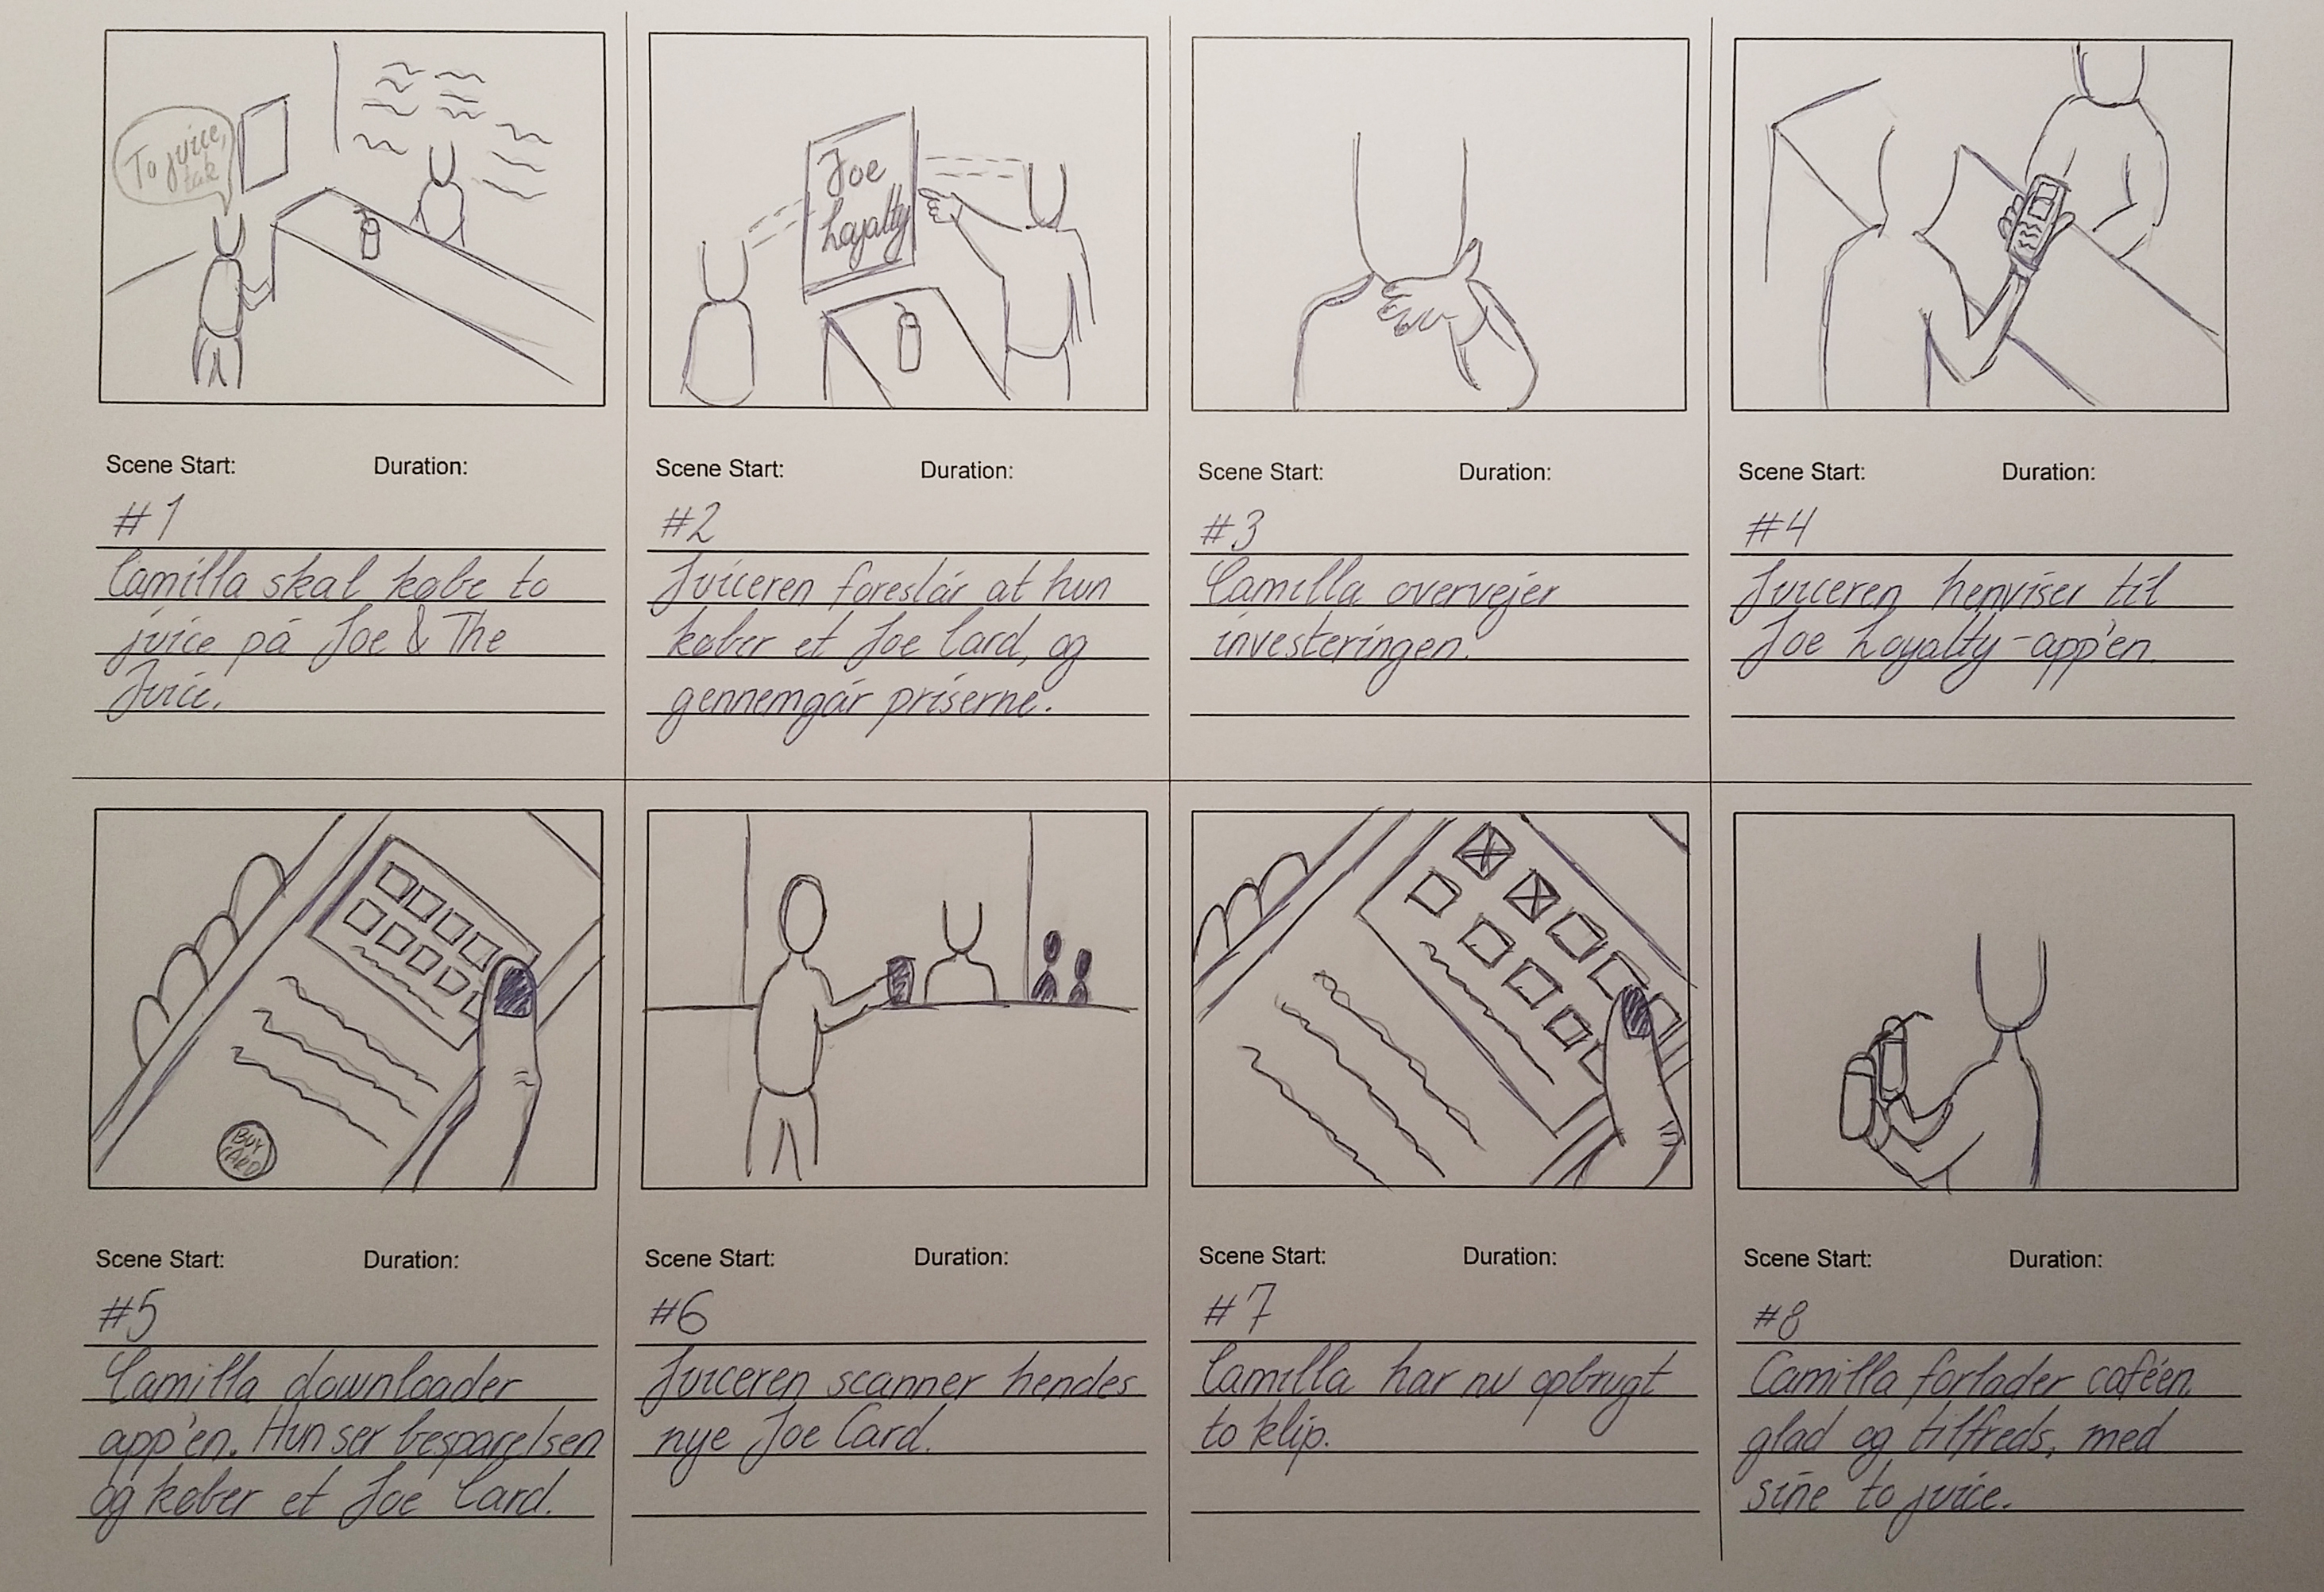 To juice,
tak
Joe
Loyalty
Scene Start: Duration:
#1
Camilla skal købe to
juice på Joe & The
Juice.
Scene Start: Duration:
#2
Juiceren foreslår at hun
køber et Joe Card, og
gennemgår priserne.
Scene Start: Duration:
#3
Camilla overvejer
investeringen.
Scene Start: Duration:
#4
Juiceren henviser til
Joe Loyalty-app'en.
BUY
CARD
Scene Start: Duration:
#5
Camilla downloader
app'en. Hun ser besparelsen
og køber et Joe Card.
Scene Start: Duration:
#6
Juiceren scanner hendes
nye Joe Card.
Scene Start: Duration:
#7
Camilla har nu opbrugt
to klip.
Scene Start: Duration:
#8
Camilla forlader caféen,
glad og tilfreds, med
sine to juice.